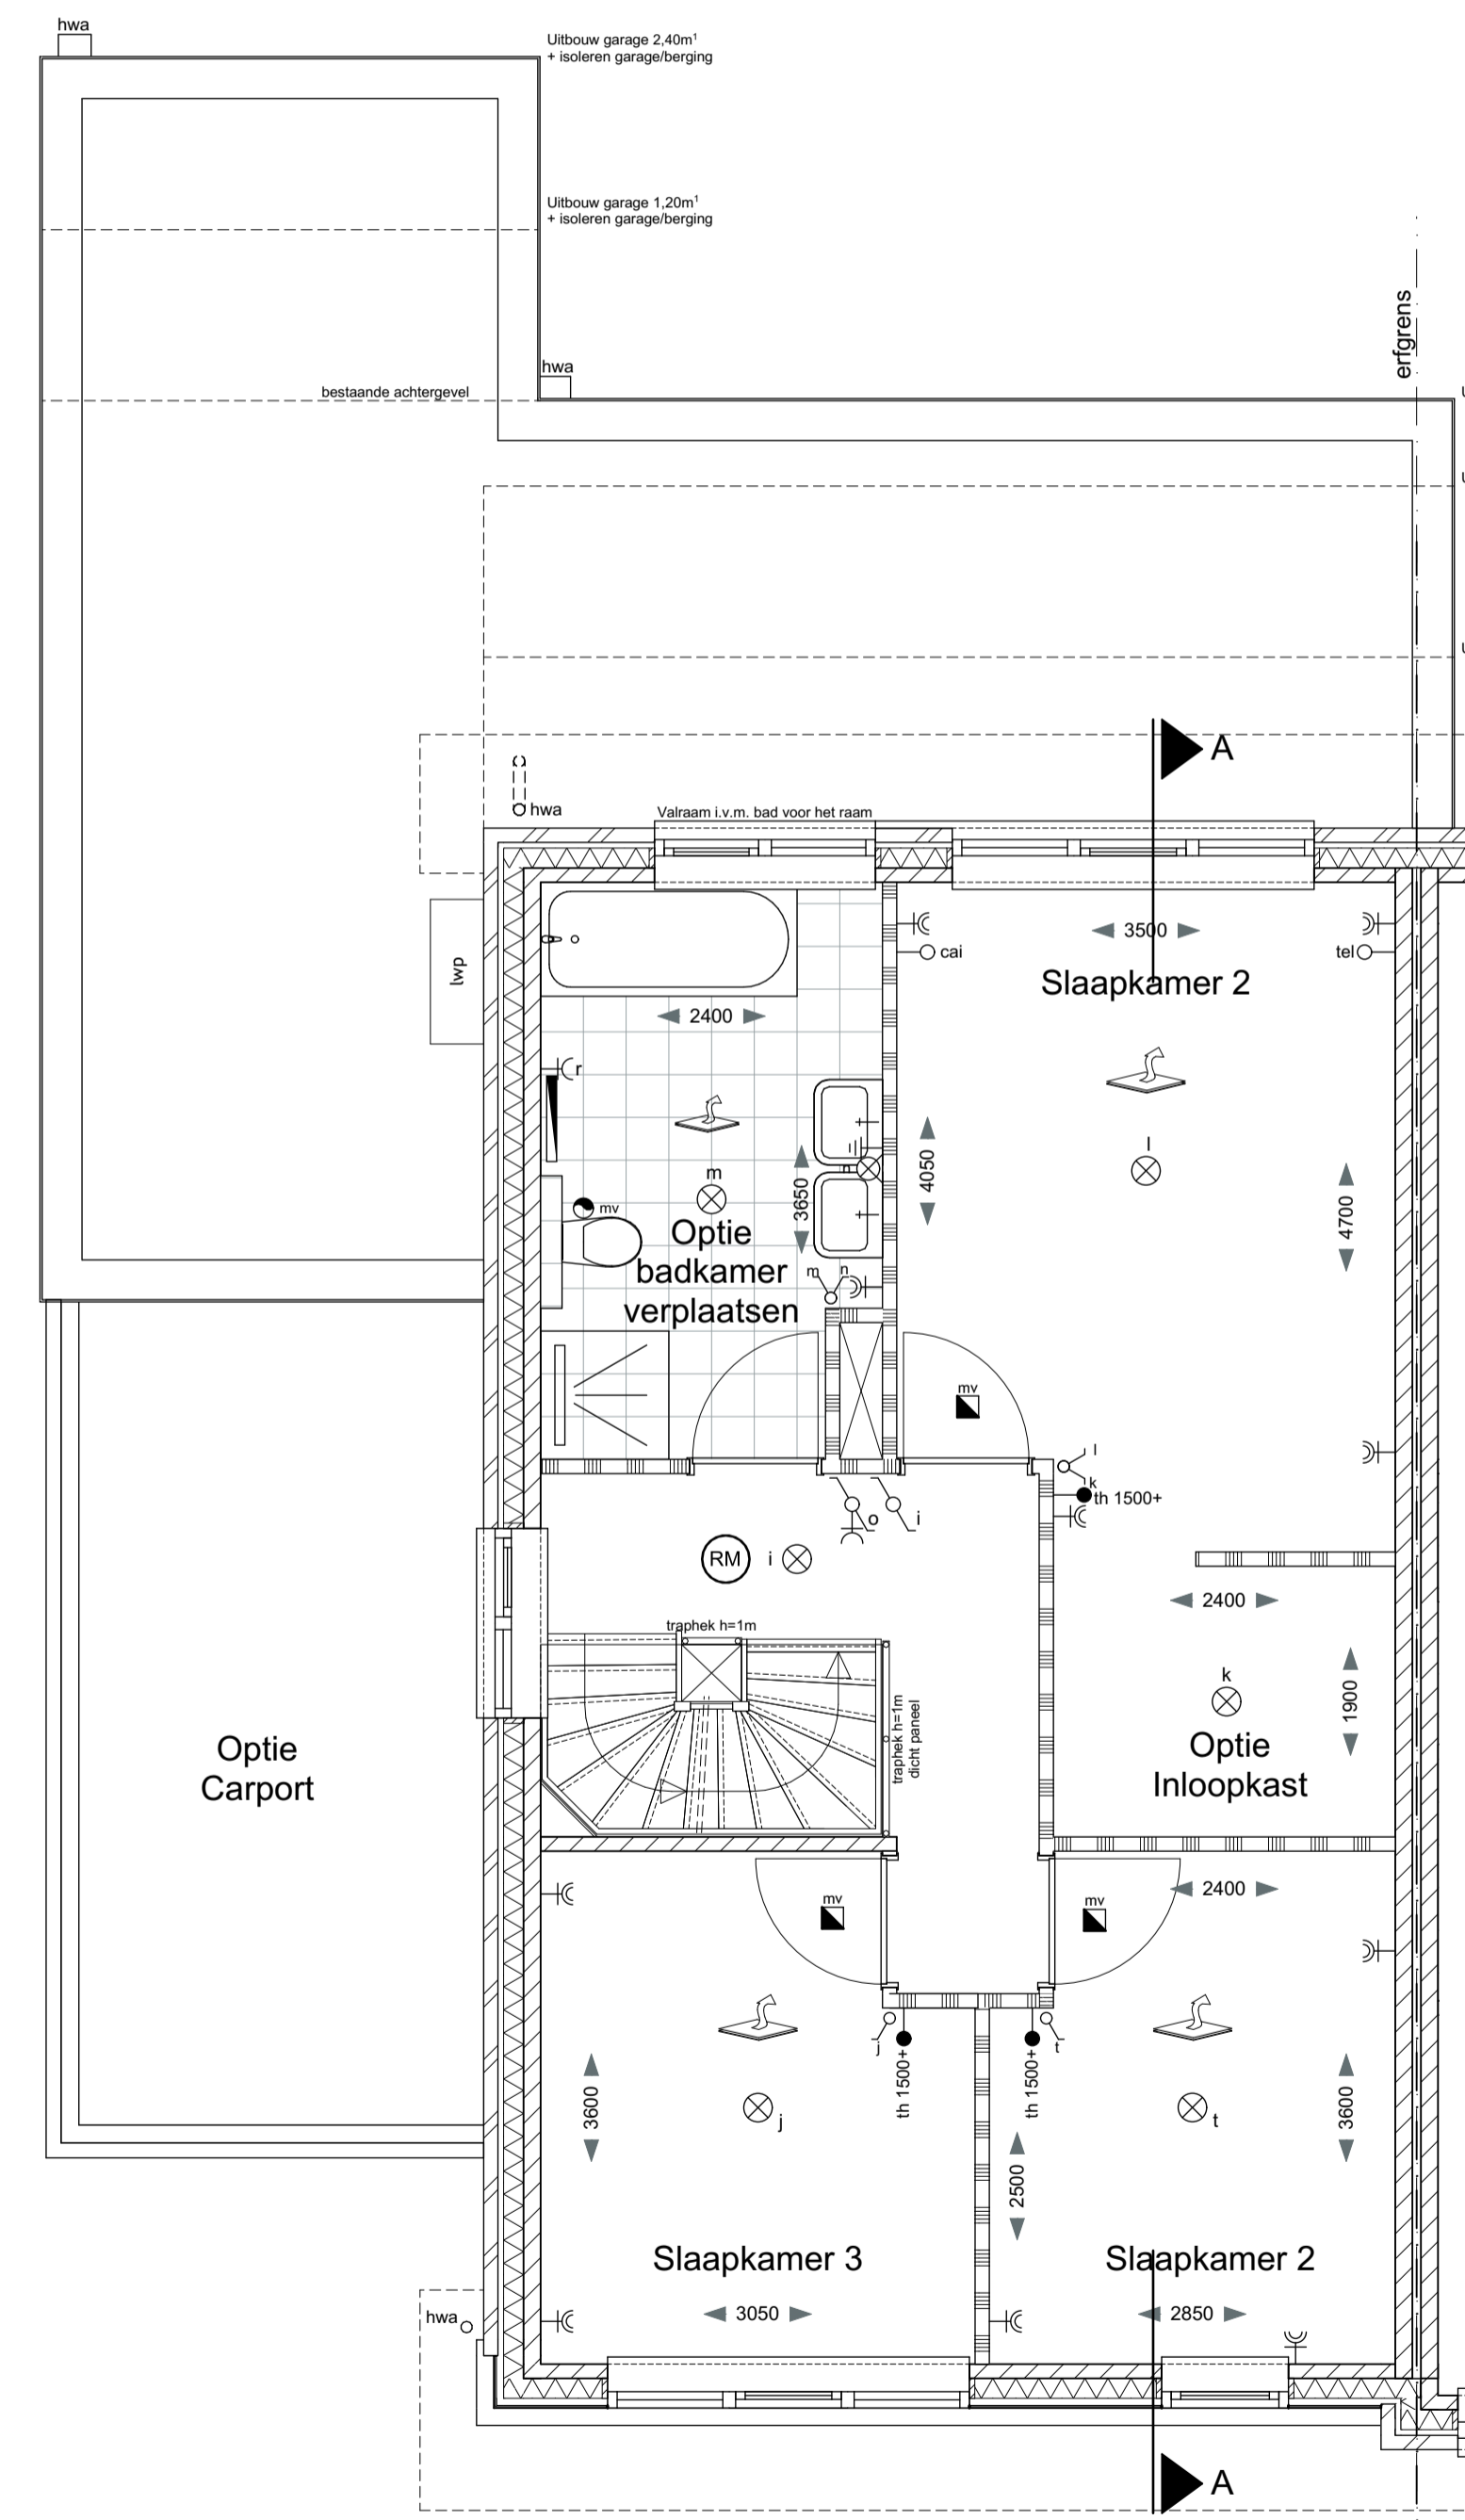 hwa
Uitbouw garage 2,40m¹
+ isoleren garage/berging
Uitbouw garage 1,20m¹
+ isoleren garage/berging
erfgrens
hwa
bestaande achtergevel
A
hwa
Valraam i.v.m. bad voor het raam
lwp
3500
cai
tel
Slaapkamer 2
2400
r
l
m
4050
3650
4700
mv
Optie
badkamer
verplaatsen
m
n
mv
l
k
th 1500+
o
i
RM
i
2400
traphek h=1m
k
1900
traphek h=1m
dicht paneel
Optie
Carport
Optie
Inloopkast
2400
mv
mv
j
t
th 1500+
th 1500+
3600
3600
j
t
2500
Slaapkamer 3
Slaapkamer 2
hwa
3050
2850
A